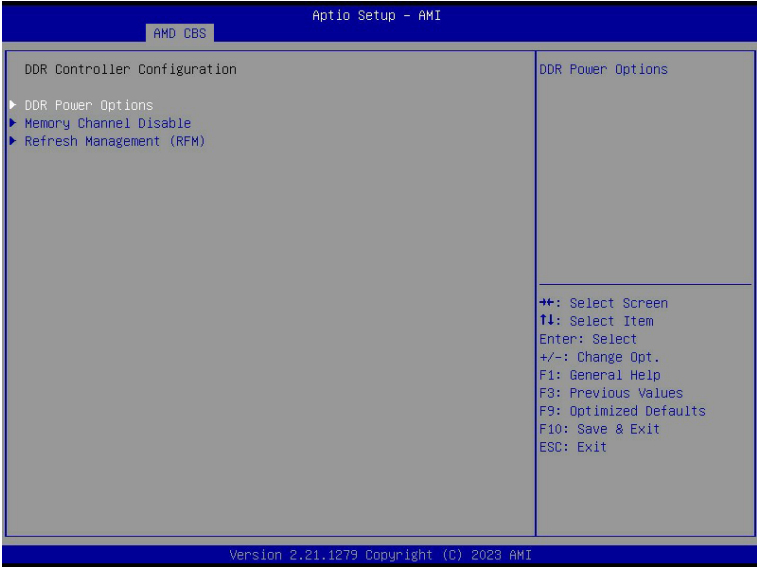 Aptio Setup – AMI
AMD CBS
DDR Controller Configuration
DDR Power Options
Memory Channel Disable
Refresh Management (RFM)
DDR Power Options
→←: Select Screen
↑↓: Select Item
Enter: Select
+/-: Change Opt.
F1: General Help
F3: Previous Values
F9: Optimized Defaults
F10: Save & Exit
ESC: Exit
Version 2.21.1279 Copyright (C) 2023 AMI